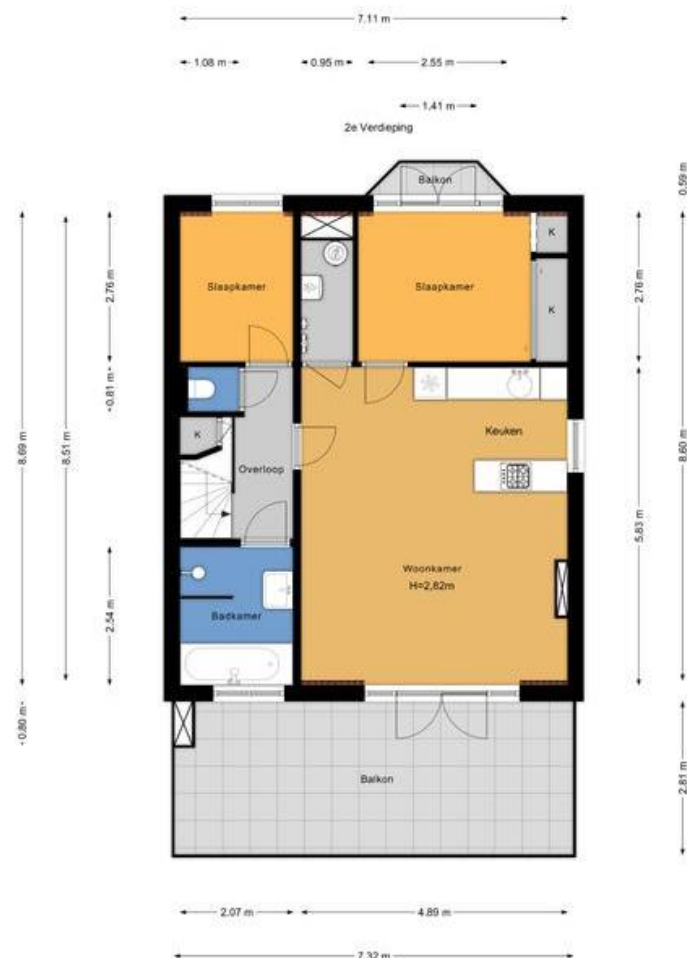 7.11 m
1.08 m
0.95 m
2.55 m
1.41 m
2e Verdieping
0.59 m
Balkon
K
Slaapkamer
Slaapkamer
K
2.76 m
2.76 m
0.81 m
Keuken
K
8.69 m
8.51 m
Overloop
8.60 m
5.83 m
Woonkamer
H=2,82m
2.54 m
Badkamer
0.80 m
Balkon
2.81 m
2.07 m
4.89 m
7.32 m